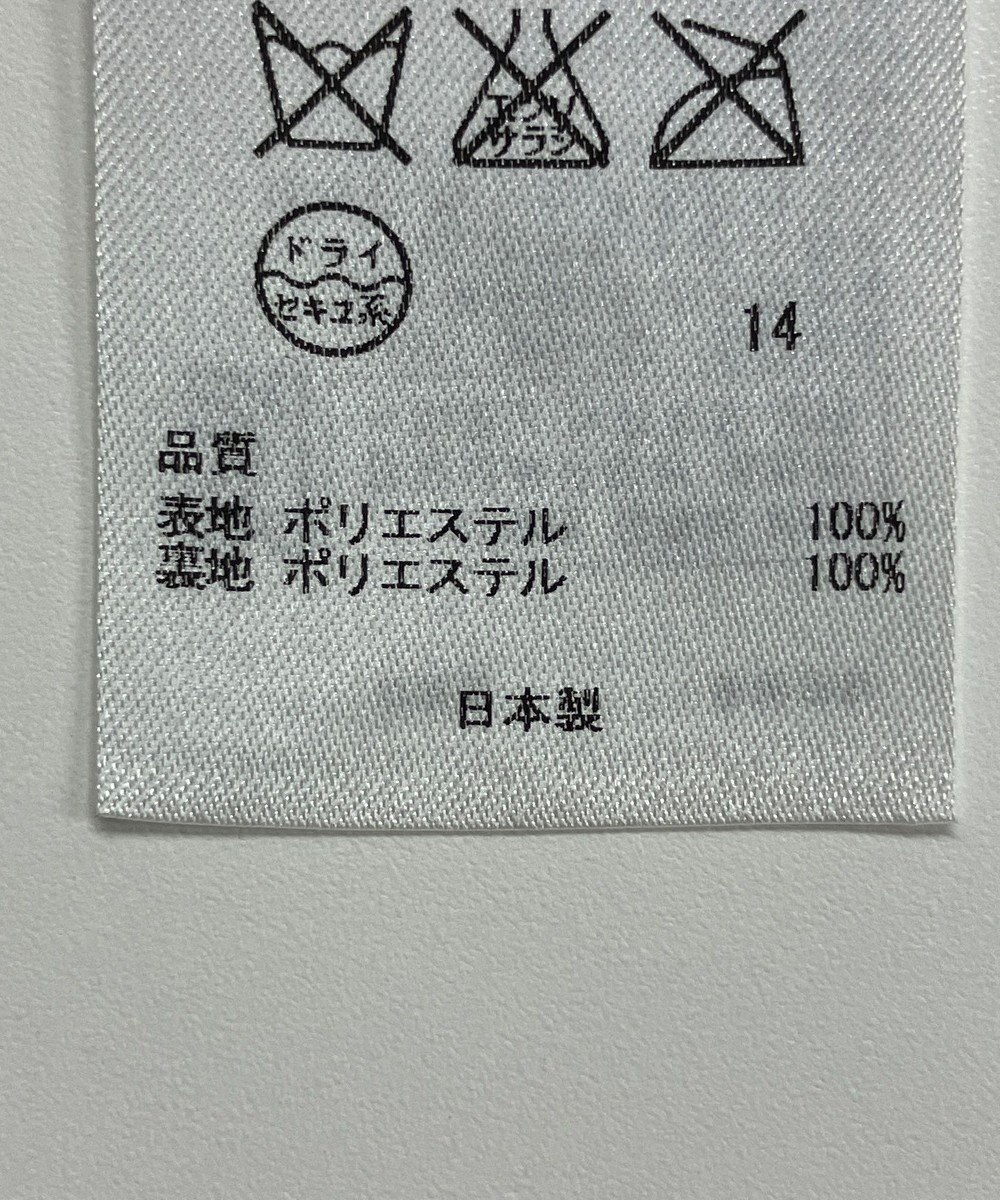 エンソ
サラシ
ドライ
セキユ系
14
品質
表地 ポリエステル 100%
裏地 ポリエステル 100%
日本製